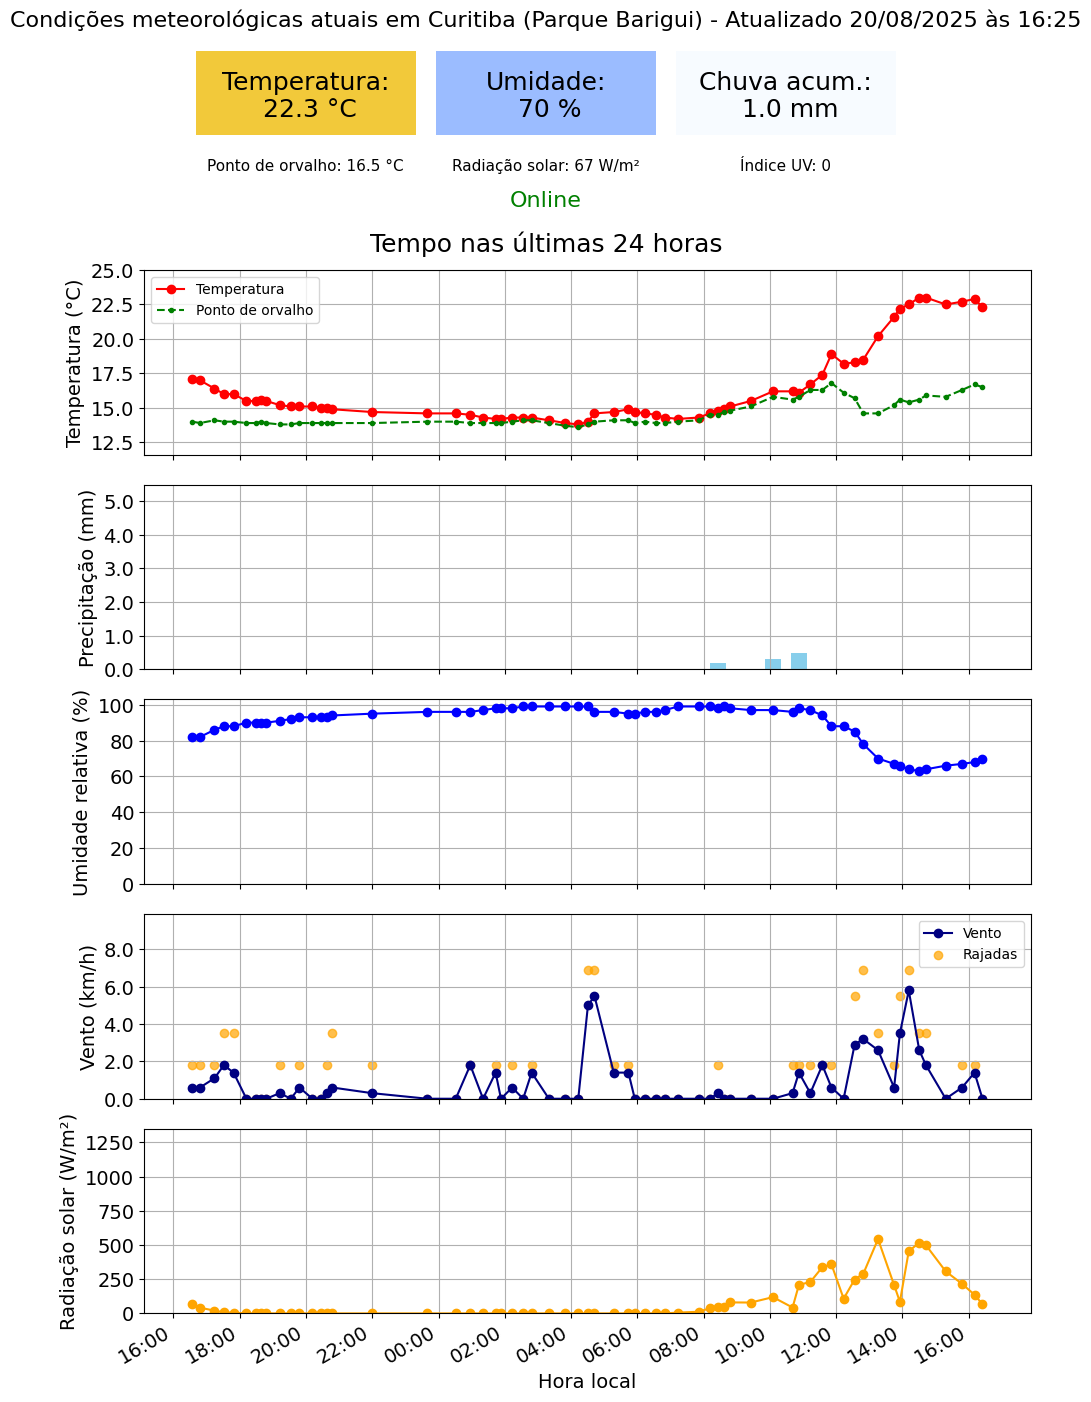 Condições meteorológicas atuais em Curitiba (Parque Barigui) - Atualizado 20/08/2025 às 16:25
Temperatura:
22.3 °C
Umidade:
70 %
Chuva acum.:
1.0 mm
Ponto de orvalho: 16.5 °C
Radiação solar: 67 W/m²
Índice UV: 0
Online
Tempo nas últimas 24 horas
Temperatura (°C)
25.0
22.5
20.0
17.5
15.0
12.5
Temperatura
Ponto de orvalho
Precipitação (mm)
5.0
4.0
3.0
2.0
1.0
0.0
Umidade relativa (%)
100
80
60
40
20
0
Vento (km/h)
8.0
6.0
4.0
2.0
0.0
Vento
Rajadas
Radiação solar (W/m²)
1250
1000
750
500
250
0
16:00
18:00
20:00
22:00
00:00
02:00
04:00
06:00
08:00
10:00
12:00
14:00
16:00
Hora local